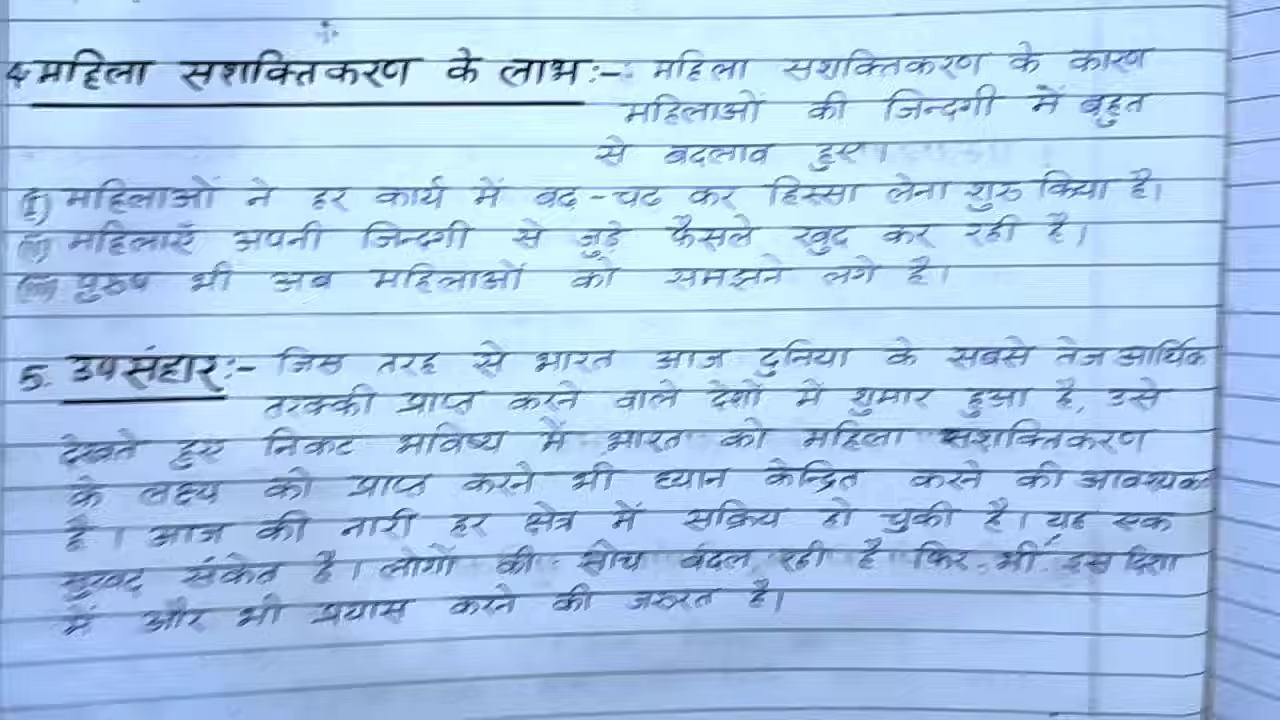 4 महिला सशक्तिकरण के लाभ:- महिला सशक्तिकरण के कारण
महिलाओं की जिन्दगी में बहुत
से बदलाव हुए।
(i) महिलाओं ने हर कार्य में बढ़-चढ़ कर हिस्सा लेना शुरु किया है।
(ii) महिलाएँ अपनी जिन्दगी से जुड़े फैसले खुद कर रही है।
(iii) पुरुष भी अब महिलाओं को समझने लगे है।
5. उपसंहार:- जिस तरह से भारत आज दुनिया के सबसे तेज आर्थिक
तरक्की प्राप्त करने वाले देशों में शुमार हुआ है, उसे
देखते हुए निकट भविष्य में भारत को महिला सशक्तिकरण
के लक्ष्य को प्राप्त करने भी ध्यान केन्द्रित करने की आवश्यक
है। आज की नारी हर क्षेत्र में सक्रिय हो चुकी है। यह एक
सुखद संकेत है। लोगों की सोच बदल रही है फिर भी इस दिशा
में और भी प्रयास करने की जरुरत है।